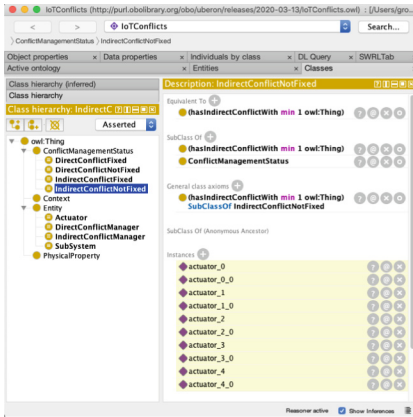 IoTConflicts (http://purl.obolibrary.org/obo/uberon/releases/2020-03-13/IoTConflicts.owl) : [/Users/gro..
< > IoTConflicts Search...
〉ConflictManagementStatus 〉IndirectConflictNotFixed
Object properties × Data properties × Individuals by class × DL Query × SWRLTab
Active ontology × Entities × Classes
Class hierarchy (inferred)
Class hierarchy
Class hierarchy: IndirectC
Asserted
owl:Thing
ConflictManagementStatus
DirectConflictFixed
DirectConflictNotFixed
IndirectConflictFixed
IndirectConflictNotFixed
Context
Entity
Actuator
DirectConflictManager
IndirectConflictManager
SubSystem
PhysicalProperty
Description: IndirectConflictNotFixed
Equivalent To
(hasIndirectConflictWith min 1 owl:Thing)
SubClass Of
(hasIndirectConflictWith min 1 owl:Thing)
ConflictManagementStatus
General class axioms
(hasIndirectConflictWith min 1 owl:Thing)
SubClassOf IndirectConflictNotFixed
SubClass Of (Anonymous Ancestor)
Instances
actuator_0
actuator_0_0
actuator_1
actuator_1_0
actuator_2
actuator_2_0
actuator_3
actuator_3_0
actuator_4
actuator_4_0
Reasoner active Show Inferences